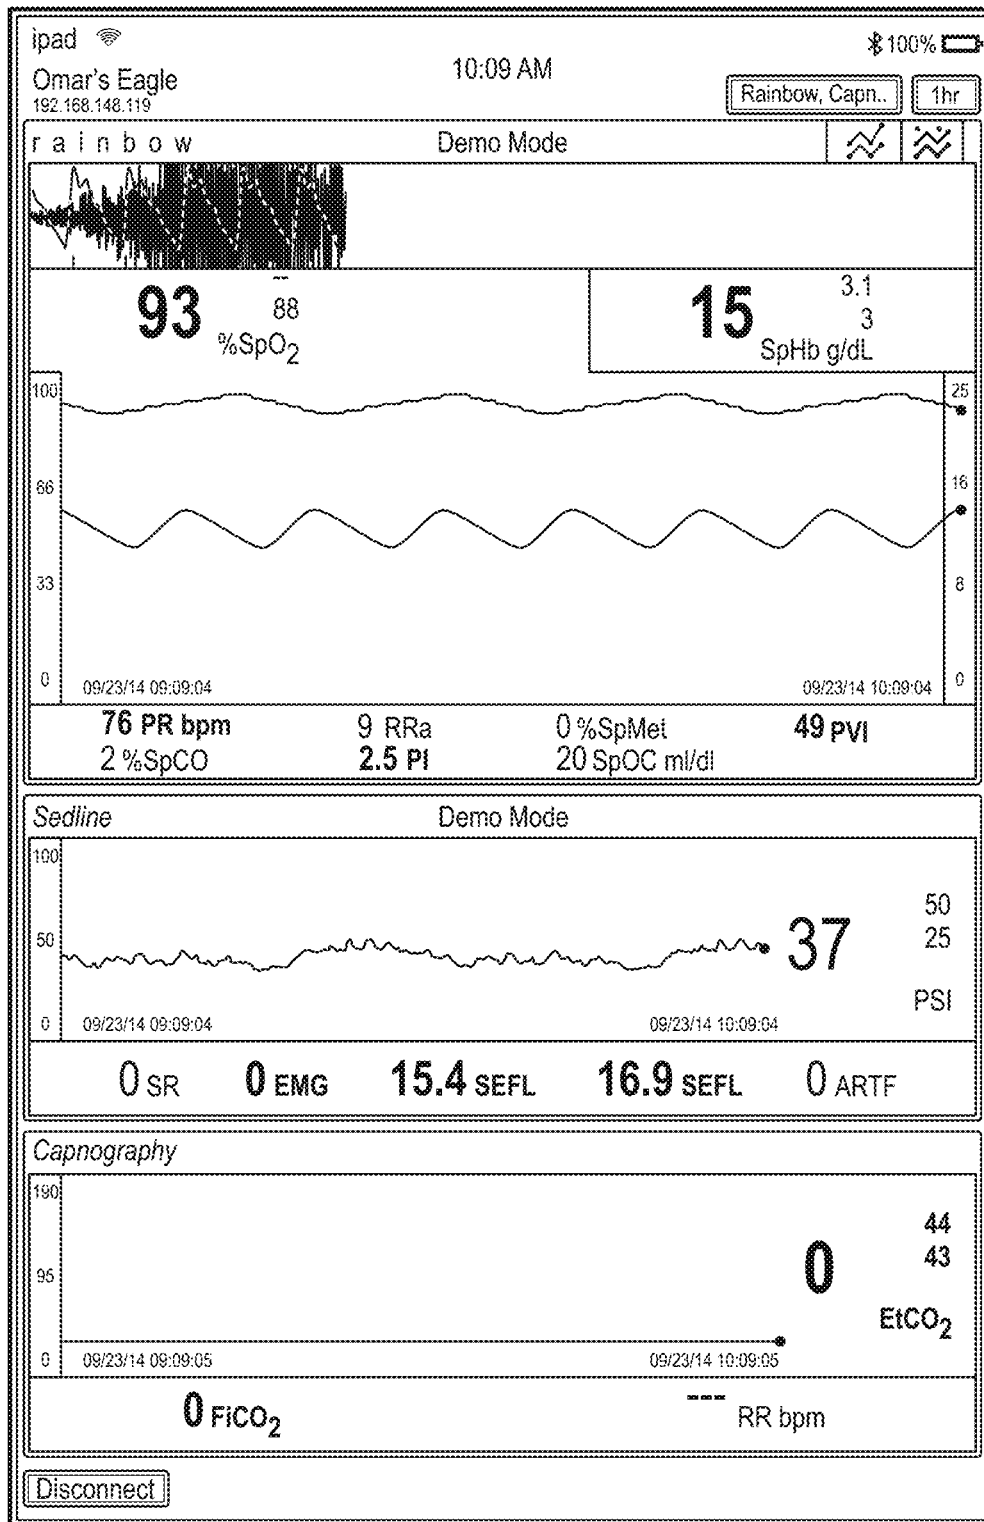 ipad
100%
Omar's Eagle
10:09 AM
192.168.148.119
Rainbow, Capn..
1hr
rainbow
Demo Mode
93
--
88
%SpO2
15
3.1
3
SpHb g/dL
100
25
66
16
33
8
0
09/23/14 09:09:04
09/23/14 10:09:04
0
76 PR bpm
9 RRa
0 %SpMet
49 PVI
2 %SpCO
2.5 PI
20 SpOC ml/dl
Sedline
Demo Mode
100
50
37
50
25
PSI
0
09/23/14 09:09:04
09/23/14 10:09:04
0 SR
0 EMG
15.4 SEFL
16.9 SEFL
0 ARTF
Capnography
190
95
0
44
43
EtCO2
0
09/23/14 09:09:05
09/23/14 10:09:05
0 FiCO2
--- RR bpm
Disconnect